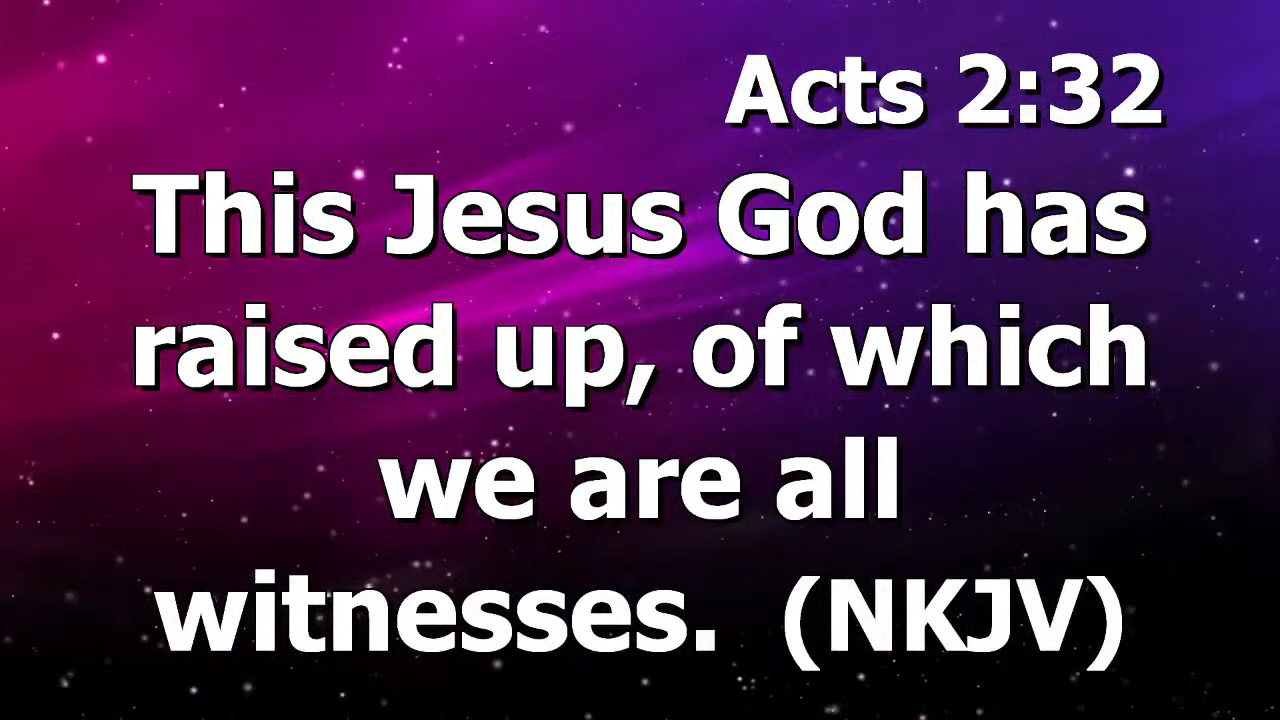 Acts 2:32
This Jesus God has
raised up, of which
we are all
witnesses.  (NKJV)